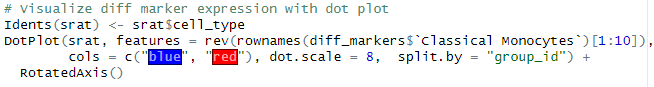 # Visualize diff marker expression with dot plot
Idents(srat) <- srat$cell_type
DotPlot(srat, features = rev(rownames(diff_markers$`Classical Monocytes`)[1:10]),
cols = c("blue", "red"), dot.scale = 8,  split.by = "group_id") +
RotatedAxis()